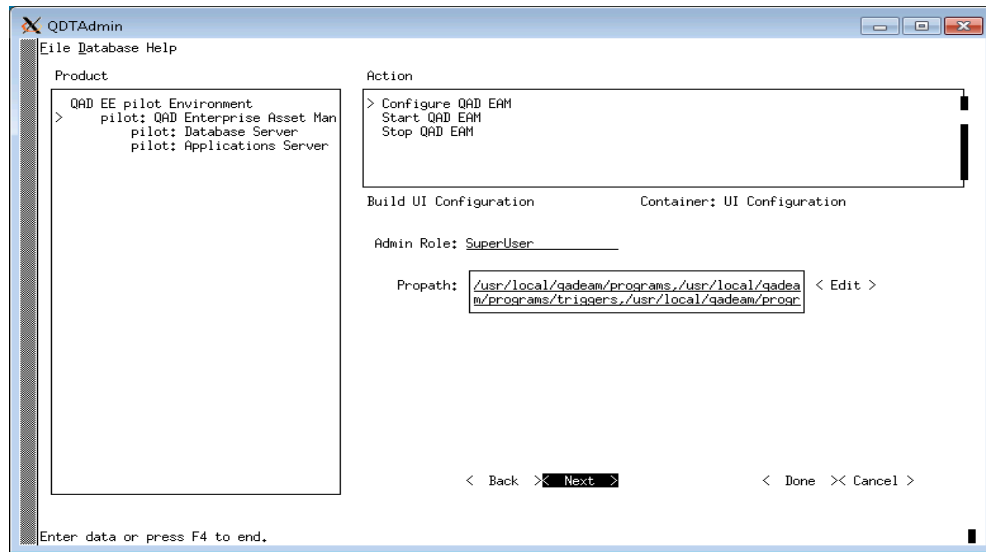 QDTAdmin
File Database Help
Product
Action
QAD EE pilot Environment
> pilot: QAD Enterprise Asset Man
pilot: Database Server
pilot: Applications Server
> Configure QAD EAM
Start QAD EAM
Stop QAD EAM
Build UI Configuration Container: UI Configuration
Admin Role: SuperUser
Propath: /usr/local/qadeam/programs,/usr/local/qadea < Edit >
m/programs/triggers,/usr/local/qadeam/progr
< Back >< Next > < Done >< Cancel >
Enter data or press F4 to end.